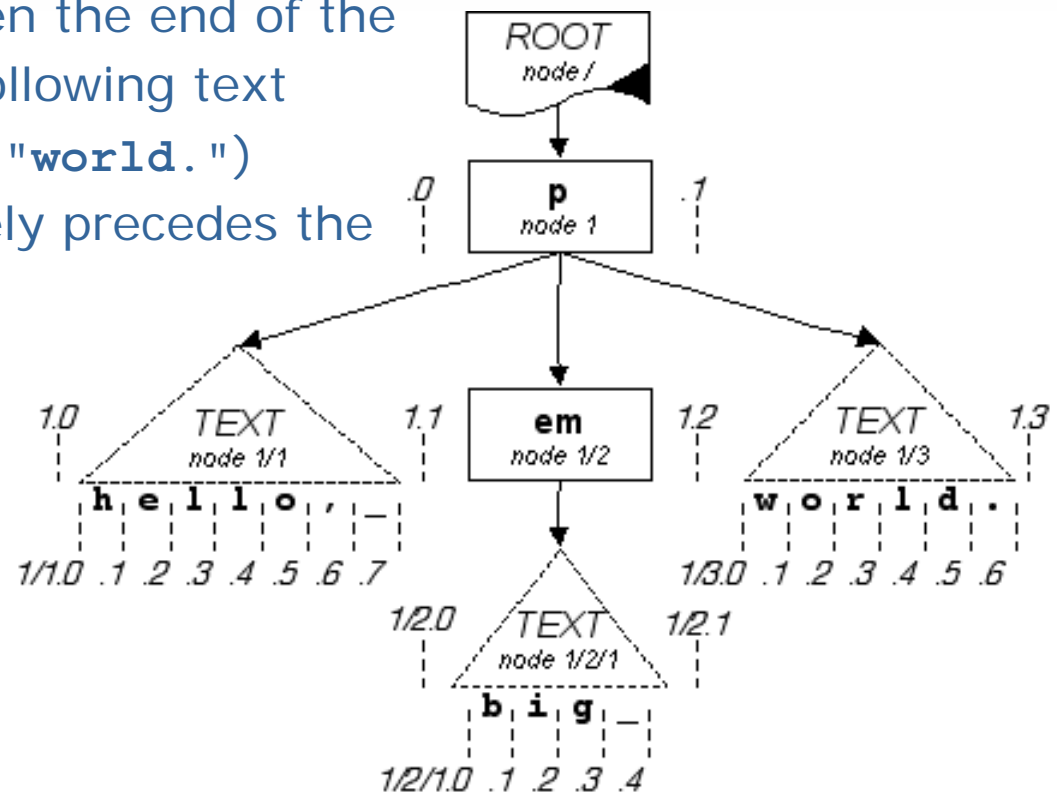 en the end of the
ollowing text
"world.")
ely precedes the
ROOT
node /
.0
p
node 1
.1
1.0
TEXT
node 1/1
1.1
em
node 1/2
1.2
TEXT
node 1/3
1.3
h e l l o , _
w o r l d .
1/1.0 .1 .2 .3 .4 .5 .6 .7
1/3.0 .1 .2 .3 .4 .5 .6
1/2.0
TEXT
node 1/2/1
1/2.1
b i g _
1/2/1.0 .1 .2 .3 .4